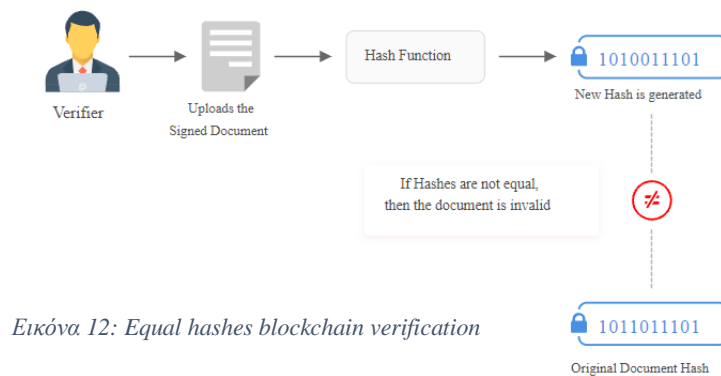 Verifier
Uploads the
Signed Document
Hash Function
1010011101
New Hash is generated
If Hashes are not equal,
then the document is invalid
≠
Εικόνα 12: Equal hashes blockchain verification
1011011101
Original Document Hash